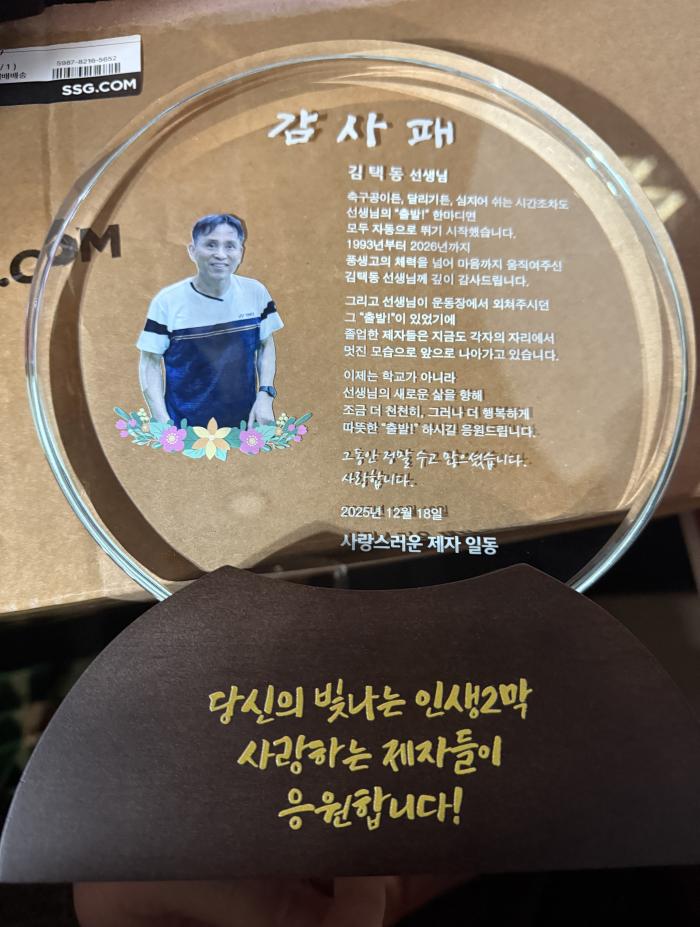 5987-8216-5652
/1)
SSG.COM
.COM
감사패
김택동 선생님
축구공이든, 달리기든, 심지어 쉬는 시간조차도
선생님의 "출발!" 한마디면
모두 자동으로 뛰기 시작했습니다.
1993년부터 2026년까지
풍생고의 체력을 넘어 마음까지 움직여주신
김택동 선생님께 깊이 감사드립니다.
그리고 선생님이 운동장에서 외쳐주시던
그 "출발!"이 있었기에
졸업한 제자들은 지금도 각자의 자리에서
멋진 모습으로 앞으로 나아가고 있습니다.
이제는 학교가 아니라
선생님의 새로운 삶을 향해
조금 더 천천히, 그러나 더 행복하게
따뜻한 "출발!" 하시길 응원드립니다.
그동안 정말 수고 많으셨습니다.
사랑합니다.
2025년 12월 18일
사랑스러운 제자 일동
당신의 빛나는 인생2막
사랑하는 제자들이
응원합니다!